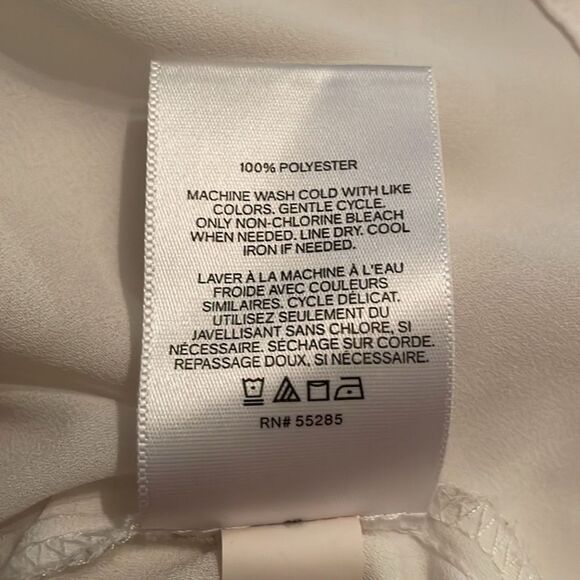 100% POLYESTER
MACHINE WASH COLD WITH LIKE
COLORS. GENTLE CYCLE.
ONLY NON-CHLORINE BLEACH
WHEN NEEDED. LINE DRY. COOL
IRON IF NEEDED.
LAVER À LA MACHINE À L'EAU
FROIDE AVEC COULEURS
SIMILAIRES. CYCLE DÉLICAT.
UTILISEZ SEULEMENT DU
JAVELLISANT SANS CHLORE, SI
NÉCESSAIRE. SÉCHAGE SUR CORDE.
REPASSAGE DOUX, SI NÉCESSAIRE.
RN# 55285